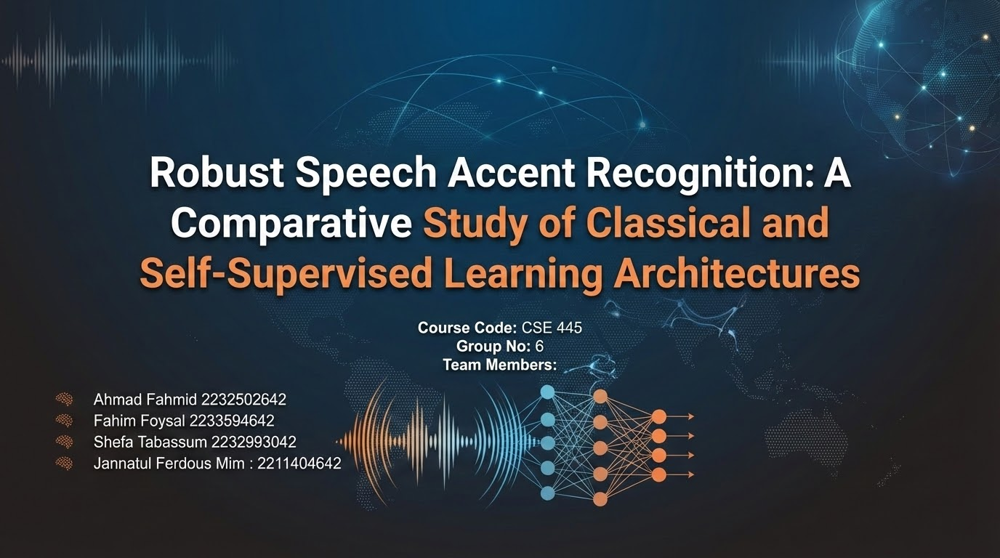 Robust Speech Accent Recognition: A
Comparative Study of Classical and
Self-Supervised Learning Architectures
Course Code: CSE 445
Group No: 6
Team Members:
Ahmad Fahmid 2232502642
Fahim Foysal 2233594642
Shefa Tabassum 2232993042
Jannatul Ferdous Mim : 2211404642